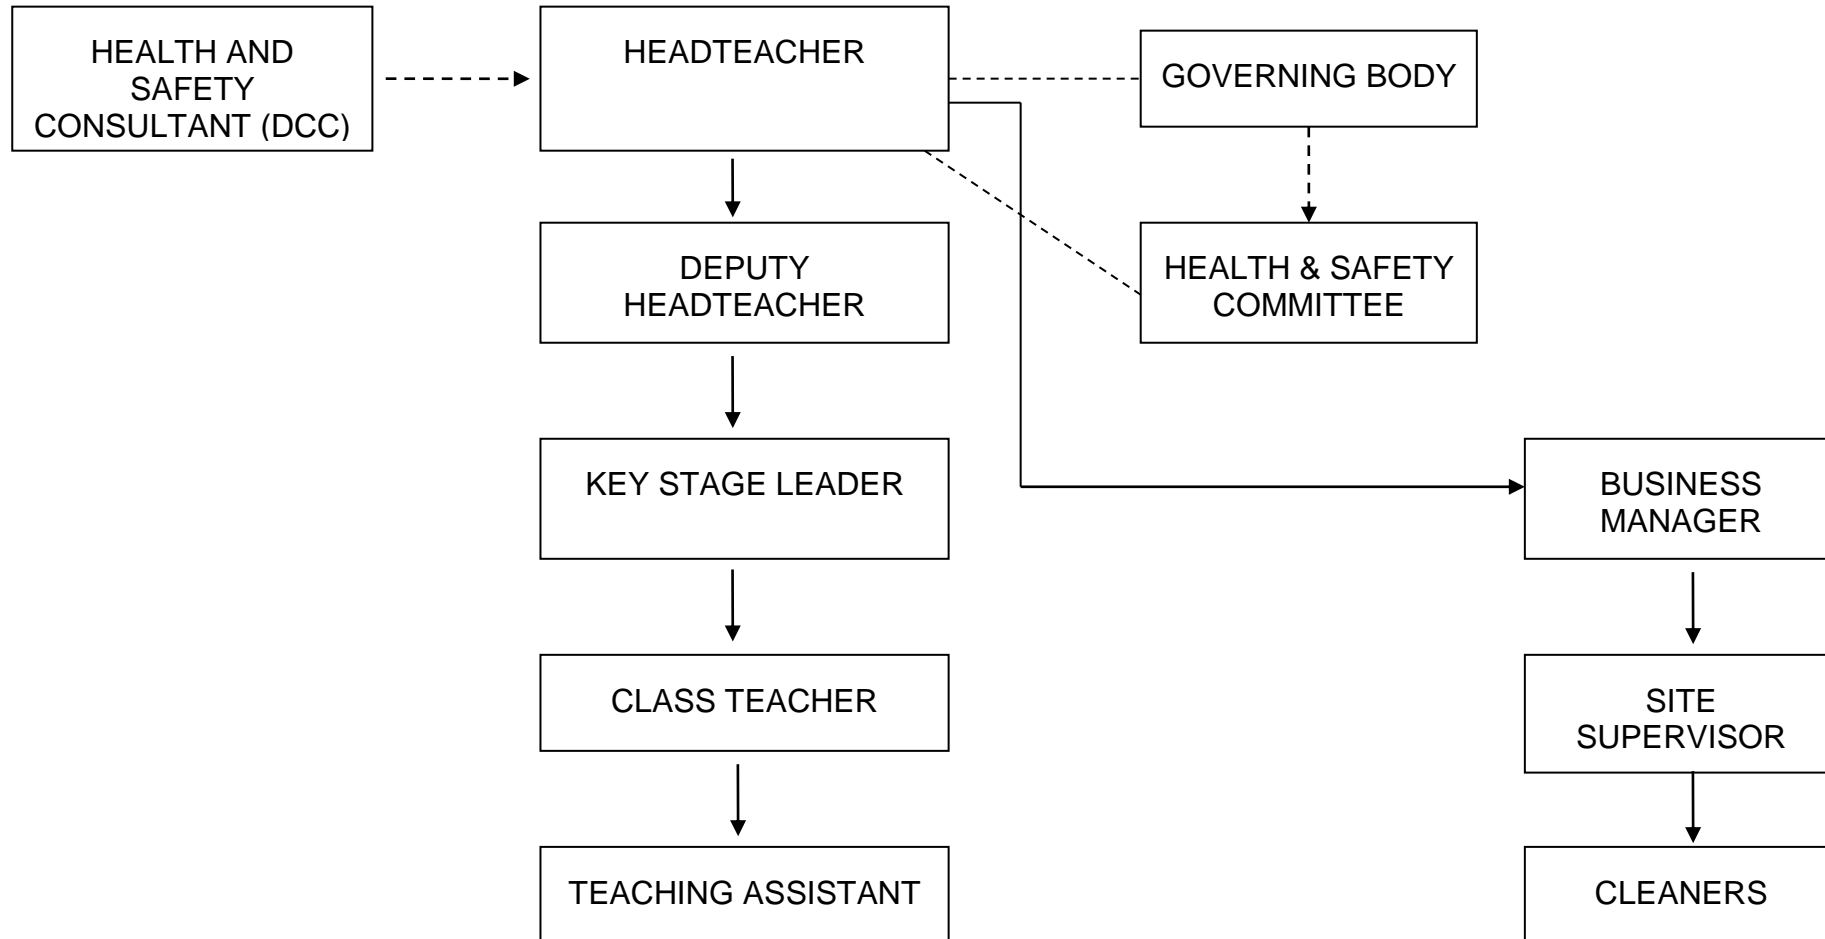 HEALTH AND
SAFETY
CONSULTANT (DCC)
HEADTEACHER
GOVERNING BODY
DEPUTY
HEADTEACHER
HEALTH & SAFETY
COMMITTEE
KEY STAGE LEADER
BUSINESS
MANAGER
CLASS TEACHER
SITE
SUPERVISOR
TEACHING ASSISTANT
CLEANERS